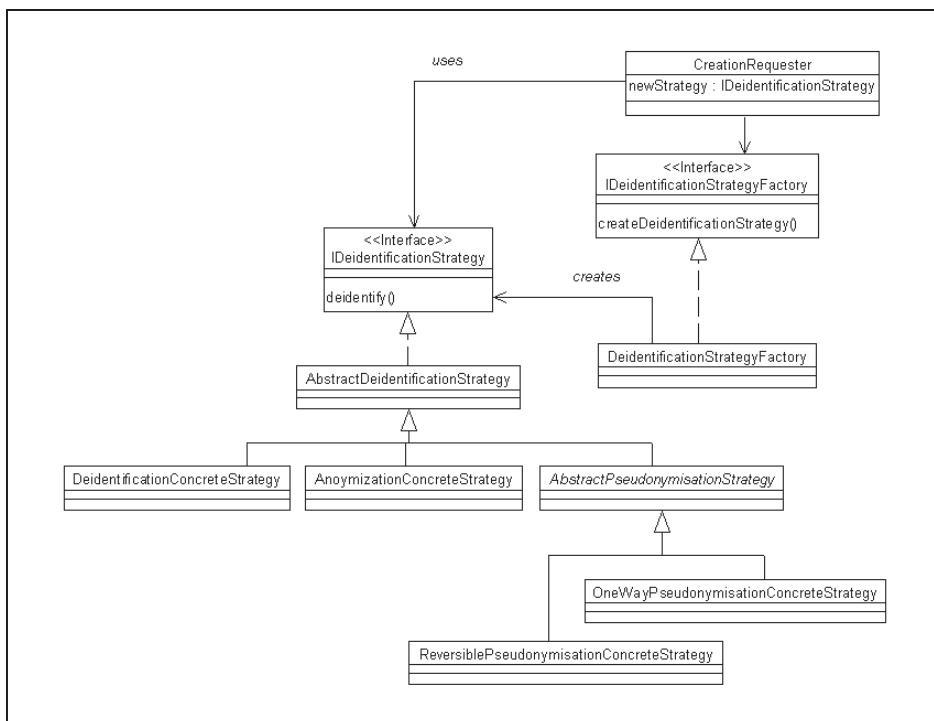 uses
CreationRequester
newStrategy : IDeidentificationStrategy
<<Interface>>
IDeidentificationStrategyFactory
createDeidentificationStrategy()
<<Interface>>
IDeidentificationStrategy
deidentify()
creates
DeidentificationStrategyFactory
AbstractDeidentificationStrategy
DeidentificationConcreteStrategy
AnoymizationConcreteStrategy
AbstractPseudonymisationStrategy
OneWayPseudonymisationConcreteStrategy
ReversiblePseudonymisationConcreteStrategy